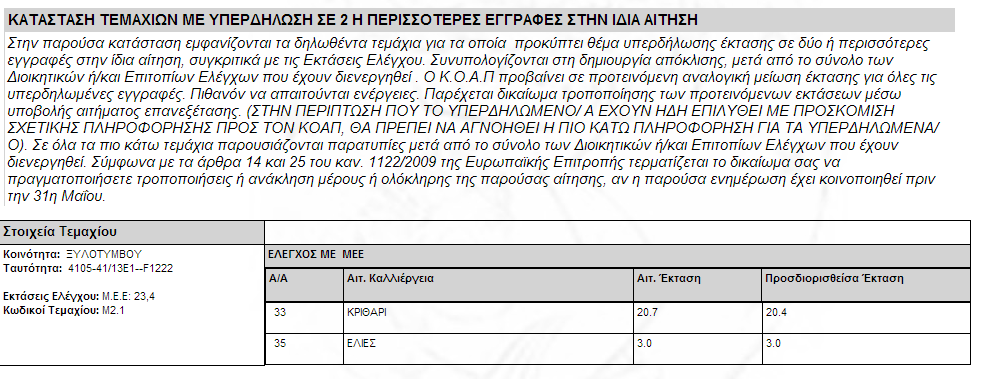 ΚΑΤΑΣΤΑΣΗ ΤΕΜΑΧΙΩΝ ΜΕ ΥΠΕΡΔΗΛΩΣΗ ΣΕ 2 Η ΠΕΡΙΣΣΟΤΕΡΕΣ ΕΓΓΡΑΦΕΣ ΣΤΗΝ ΙΔΙΑ ΑΙΤΗΣΗ
Στην παρούσα κατάσταση εμφανίζονται τα δηλωθέντα τεμάχια για τα οποία προκύπτει θέμα υπερδήλωσης έκτασης σε δύο ή περισσότερες
εγγραφές στην ίδια αίτηση, συγκριτικά με τις Εκτάσεις Ελέγχου. Συνυπολογίζονται στη δημιουργία απόκλισης, μετά από το σύνολο των
Διοικητικών ή/και Επιτοπίων Ελέγχων που έχουν διενεργηθεί . Ο Κ.Ο.Α.Π προβαίνει σε προτεινόμενη αναλογική μείωση έκτασης για όλες τις
υπερδηλωμένες εγγραφές. Πιθανόν να απαιτούνται ενέργειες. Παρέχεται δικαίωμα τροποποίησης των προτεινόμενων εκτάσεων μέσω
υποβολής αιτήματος επανεξέτασης. (ΣΤΗΝ ΠΕΡΙΠΤΩΣΗ ΠΟΥ ΤΟ ΥΠΕΡΔΗΛΩΜΕΝΟ/ Α ΕΧΟΥΝ ΗΔΗ ΕΠΙΛΥΘΕΙ ΜΕ ΠΡΟΣΚΟΜΙΣΗ
ΣΧΕΤΙΚΗΣ ΠΛΗΡΟΦΟΡΗΣΗΣ ΠΡΟΣ ΤΟΝ ΚΟΑΠ, ΘΑ ΠΡΕΠΕΙ ΝΑ ΑΓΝΟΗΘΕΙ Η ΠΙΟ ΚΑΤΩ ΠΛΗΡΟΦΟΡΗΣΗ ΓΙΑ ΤΑ ΥΠΕΡΔΗΛΩΜΕΝΑ/
Ο). Σε όλα τα πιο κάτω τεμάχια παρουσιάζονται παρατυπίες μετά από το σύνολο των Διοικητικών ή/και Επιτοπίων Ελέγχων που έχουν
διενεργηθεί. Σύμφωνα με τα άρθρα 14 και 25 του καν. 1122/2009 της Ευρωπαϊκής Επιτροπής τερματίζεται το δικαίωμα σας να
πραγματοποιήσετε τροποποιήσεις ή ανάκληση μέρους ή ολόκληρης της παρούσας αίτησης, αν η παρούσα ενημέρωση έχει κοινοποιηθεί πριν
την 31η Μαΐου.
Στοιχεία Τεμαχίου
Κοινότητα: ΞΥΛΟΤΥΜΒΟΥ
Ταυτότητα: 4105-41/13E1--F1222
Εκτάσεις Ελέγχου: Μ.Ε.Ε: 23,4
Κωδικοί Τεμαχίου: Μ2.1
ΕΛΕΓΧΟΣ ΜΕ ΜΕΕ
Α/Α Αιτ. Καλλιέργεια Αιτ. Έκταση Προσδιορισθείσα Έκταση
33 ΚΡΙΘΑΡΙ 20.7 20.4
35 ΕΛΙΕΣ 3.0 3.0